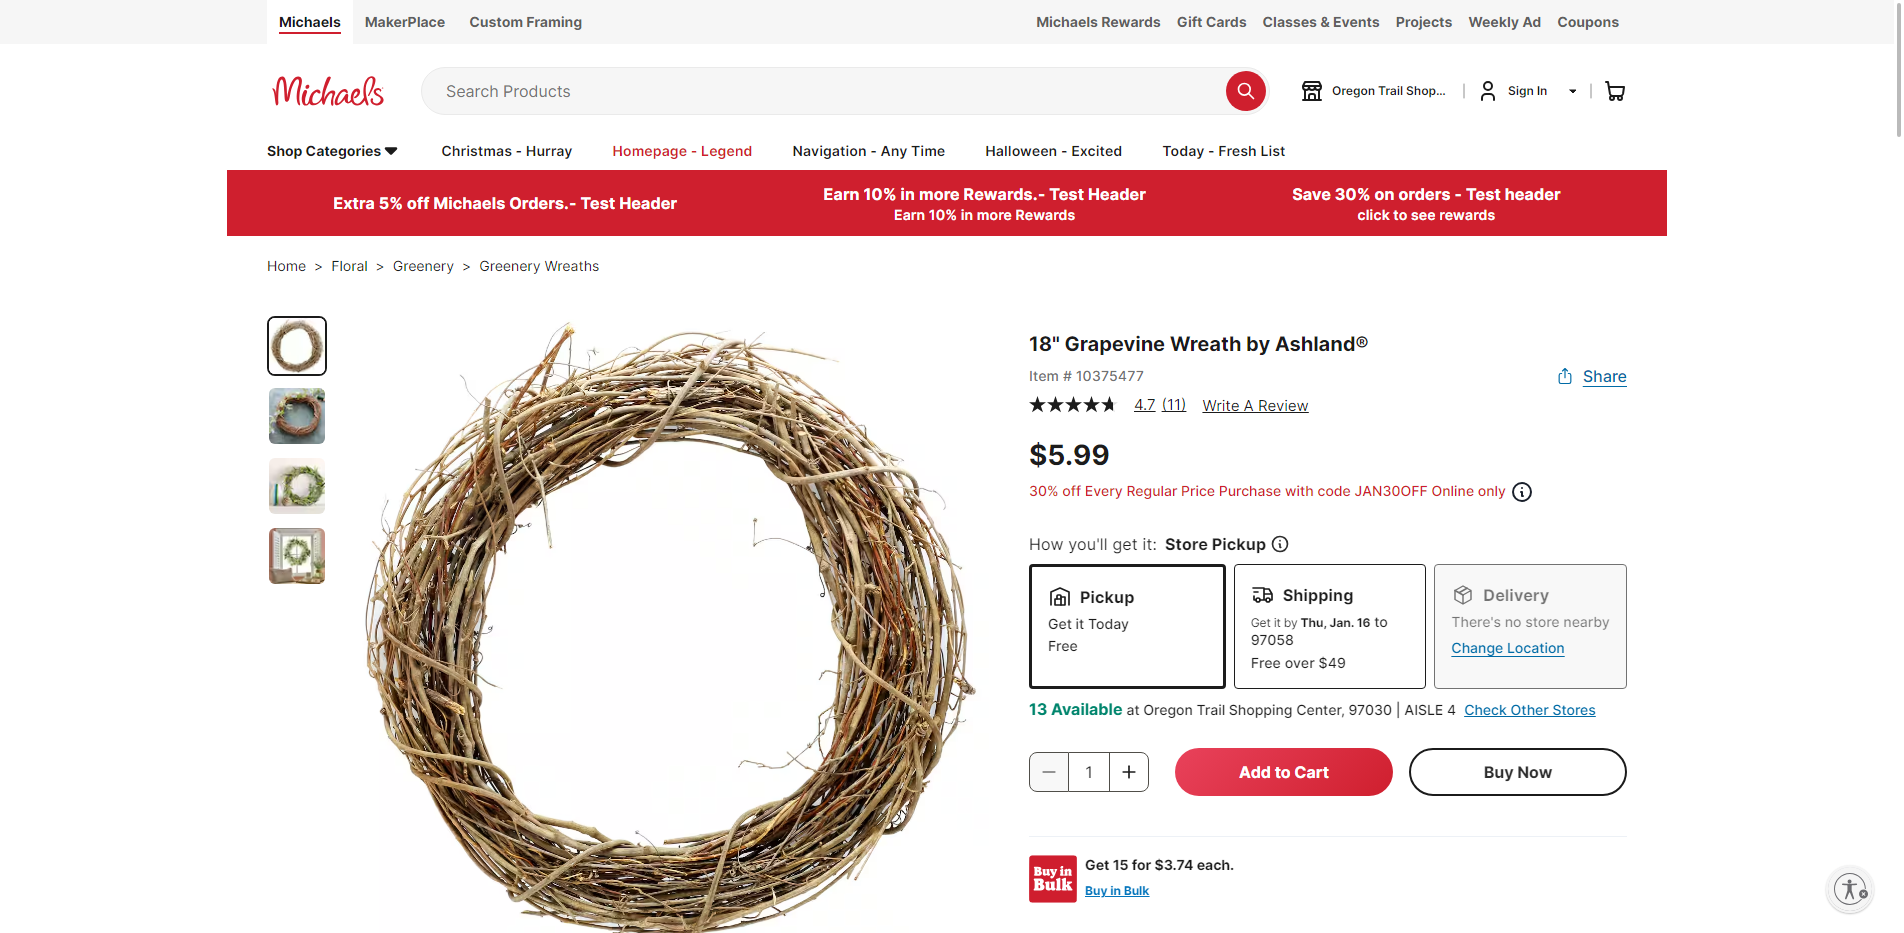 Michaels
MakerPlace
Custom Framing
Michaels Rewards
Gift Cards
Classes & Events
Projects
Weekly Ad
Coupons
Michaels
Search Products
Oregon Trail Shop...
Sign In
Shop Categories
Christmas - Hurray
Homepage - Legend
Navigation - Any Time
Halloween - Excited
Today - Fresh List
Extra 5% off Michaels Orders.- Test Header
Earn 10% in more Rewards.- Test Header
Earn 10% in more Rewards
Save 30% on orders - Test header
click to see rewards
Home > Floral > Greenery > Greenery Wreaths
18" Grapevine Wreath by Ashland®
Item # 10375477
Share
4.7 (11) Write A Review
$5.99
30% off Every Regular Price Purchase with code JAN30OFF Online only
How you'll get it: Store Pickup
Pickup
Get it Today
Free
Shipping
Get it by Thu, Jan. 16 to
97058
Free over $49
Delivery
There's no store nearby
Change Location
13 Available at Oregon Trail Shopping Center, 97030 | AISLE 4 Check Other Stores
1
Add to Cart
Buy Now
Buy in
Bulk
Get 15 for $3.74 each.
Buy in Bulk